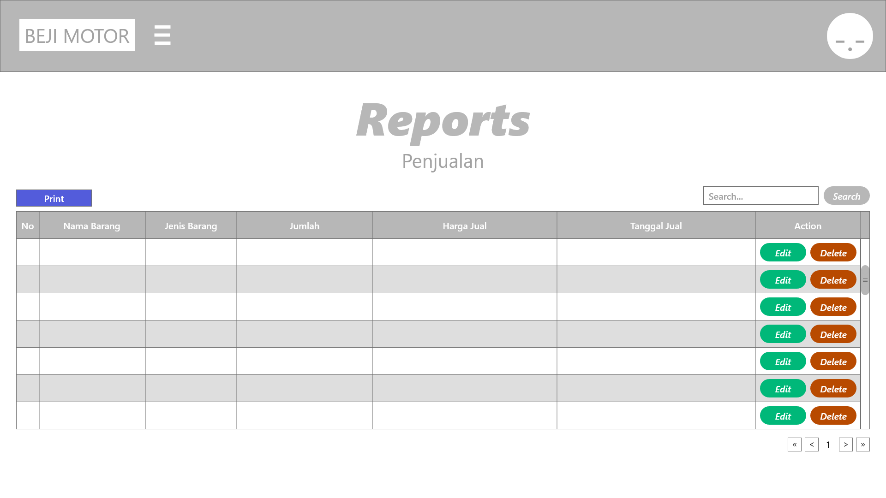 BEJI MOTOR
Reports
Penjualan
Print
Search... Search
No Nama Barang Jenis Barang Jumlah Harga Jual Tanggal Jual Action
Edit Delete
Edit Delete
Edit Delete
Edit Delete
Edit Delete
Edit Delete
Edit Delete
« < 1 > »